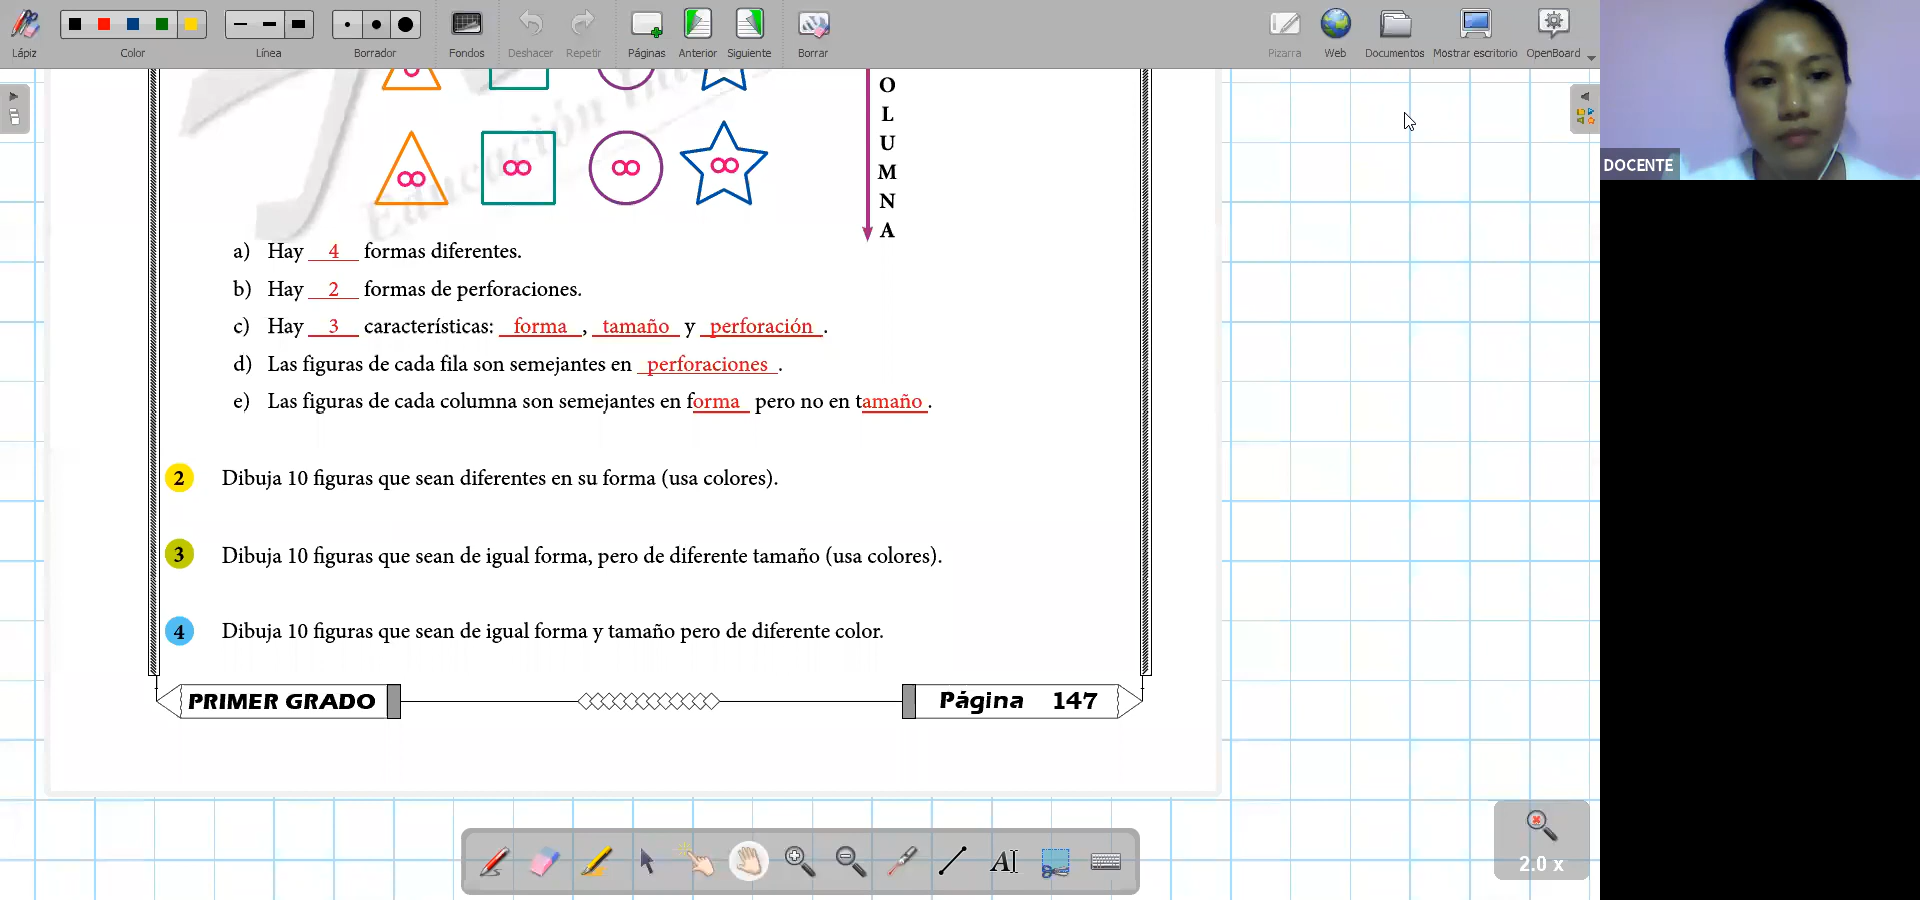 Lápiz
Color
Línea
Borrador
Fondos
Deshacer
Repetir
Páginas
Anterior
Siguiente
Borrar
Pizarra
Web
Documentos
Mostrar escritorio
OpenBoard
DOCENTE
O
L
U
M
N
A
Educación
a) Hay 4 formas diferentes.
b) Hay 2 formas de perforaciones.
c) Hay 3 características: forma, tamaño y perforación.
d) Las figuras de cada fila son semejantes en perforaciones.
e) Las figuras de cada columna son semejantes en forma pero no en tamaño.
2 Dibuja 10 figuras que sean diferentes en su forma (usa colores).
3 Dibuja 10 figuras que sean de igual forma, pero de diferente tamaño (usa colores).
4 Dibuja 10 figuras que sean de igual forma y tamaño pero de diferente color.
PRIMER GRADO
Página 147
AI
2.0 x